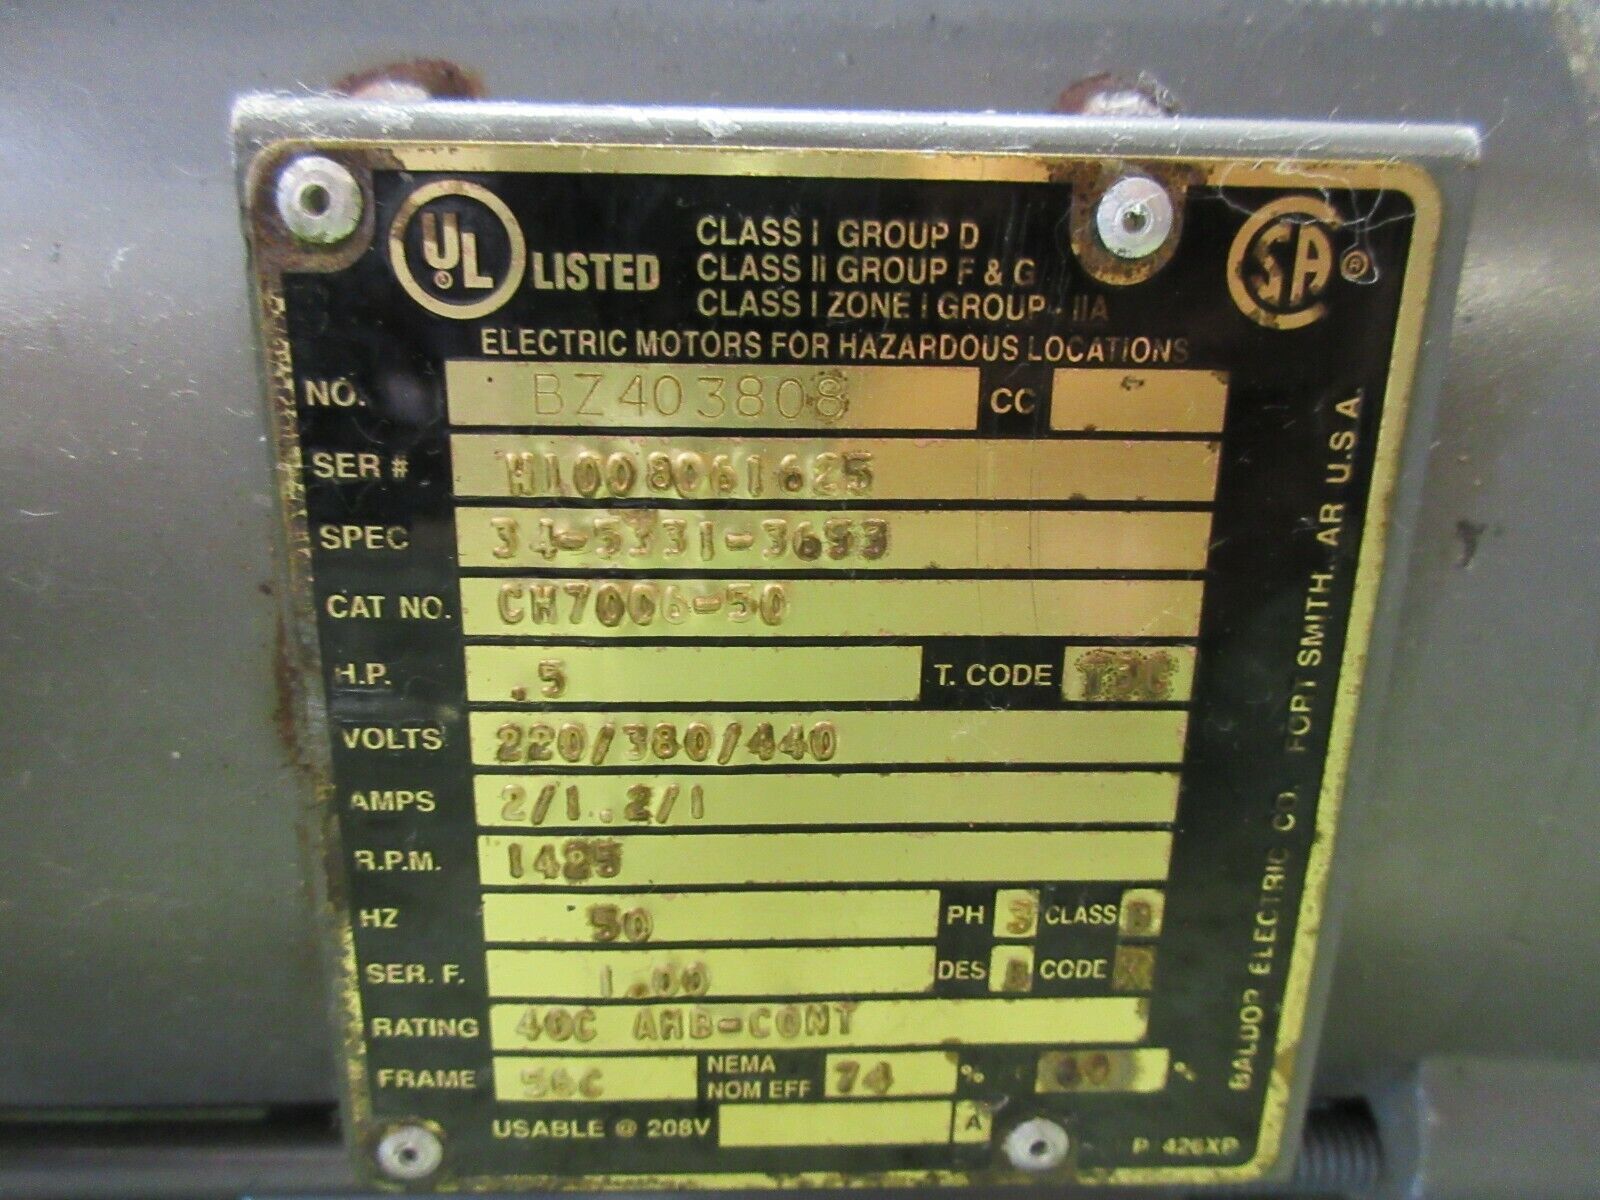 UL LISTED
CLASS I GROUP D
CLASS II GROUP F & G
CLASS I ZONE I GROUP - IIA
SA ®
ELECTRIC MOTORS FOR HAZARDOUS LOCATIONS
NO. BZ403808 CC
SER # W1008061625
SPEC 34-5331-3653
CAT NO. CM7006-50
H.P. .5 T. CODE T3C
VOLTS 220/380/440
AMPS 2/1..2/1
R.P.M. 1425
HZ 50 PH 3 CLASS B
SER. F. 1.00 DES B CODE
RATING 40C AMB-CONT
FRAME 56C NEMA NOM EFF 74 % %
USABLE @ 208V A
P 426XP
BALDOR ELECTRIC CO. FORT SMITH, AR U.S.A.